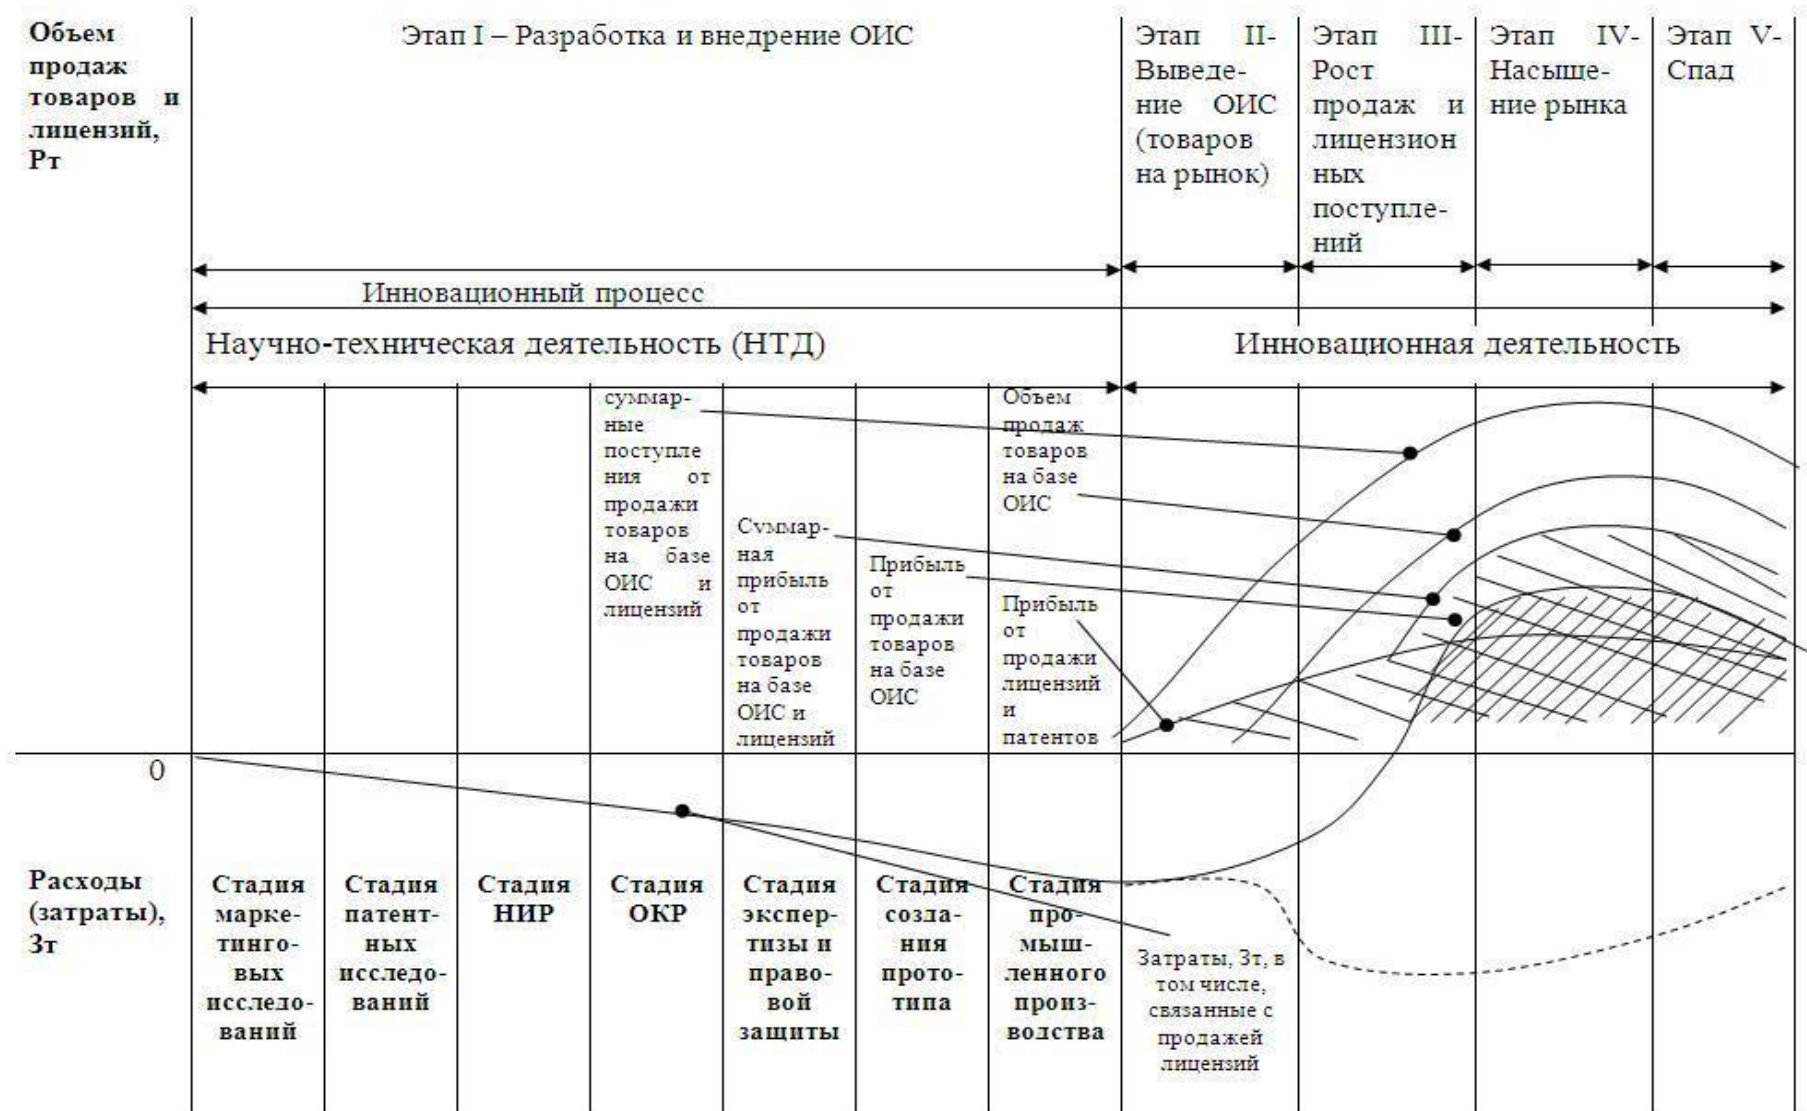 Объем
продаж
товаров и
лицензий,
Рт
Этап I – Разработка и внедрение ОИС
Этап II-
Выведе-
ние ОИС
(товаров
на рынок)
Этап III-
Рост
продаж и
лицензион
ных
поступле-
ний
Этап IV-
Насыще-
ние рынка
Этап V-
Спад
Инновационный процесс
Научно-техническая деятельность (НТД)
Инновационная деятельность
суммар-
ные
поступле
ния от
продажи
товаров
на базе
ОИС и
лицензий
Суммар-
ная
прибыль
от
продажи
товаров
на базе
ОИС и
лицензий
Прибыль
от
продажи
товаров
на базе
ОИС
Объем
продаж
товаров
на базе
ОИС
Прибыль
от
продажи
лицензий
и
патентов
0
Расходы
(затраты),
Зт
Стадия
марке-
тинго-
вых
исследо-
ваний
Стадия
патент-
ных
исследо-
ваний
Стадия
НИР
Стадия
ОКР
Стадия
экспер-
тизы и
право-
вой
защиты
Стадия
созда-
ния
прото-
типа
Стадия
про-
мыш-
ленного
произ-
водства
Затраты, Зт, в
том числе,
связанные с
продажей
лицензий